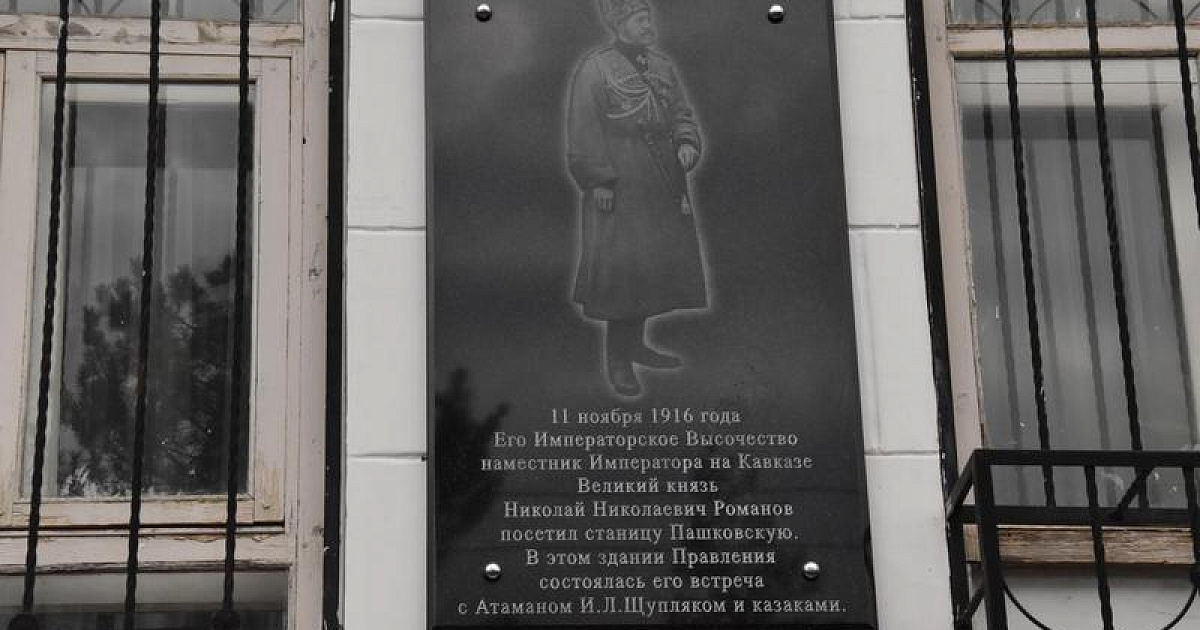 11 ноября 1916 года
Его Императорское Высочество
наместник Императора на Кавказе
Великий князь
Николай Николаевич Романов
посетил станицу Пашковскую.
В этом здании Правления
состоялась его встреча
с Атаманом И.Л.Щупляком и казаками.